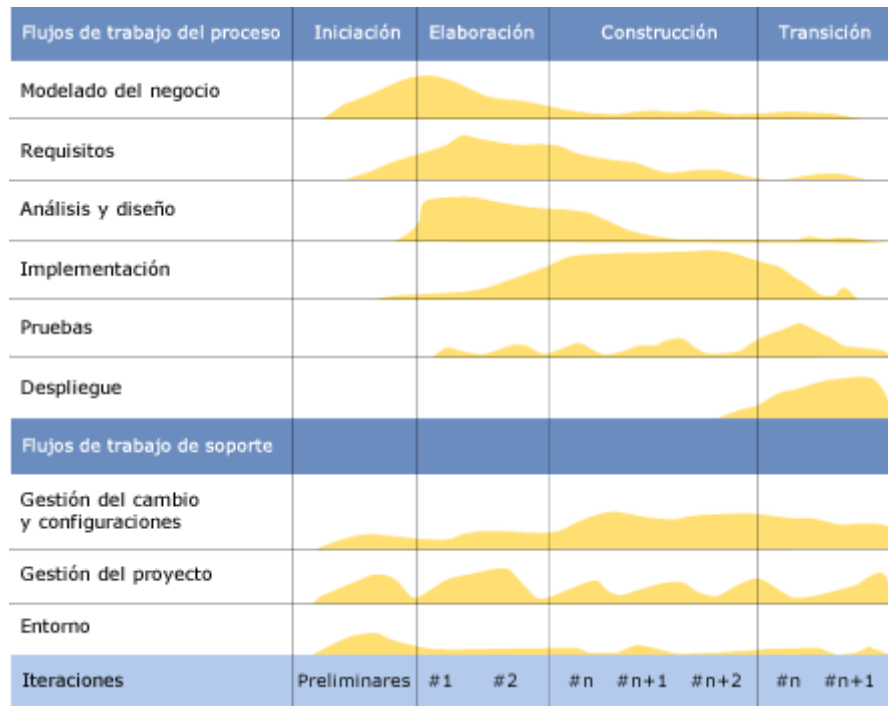 Flujos de trabajo del proceso Iniciación Elaboración Construcción Transición
Modelado del negocio
Requisitos
Análisis y diseño
Implementación
Pruebas
Despliegue
Flujos de trabajo de soporte
Gestión del cambio
y configuraciones
Gestión del proyecto
Entorno
Iteraciones Preliminares #1 #2 #n #n+1 #n+2 #n #n+1